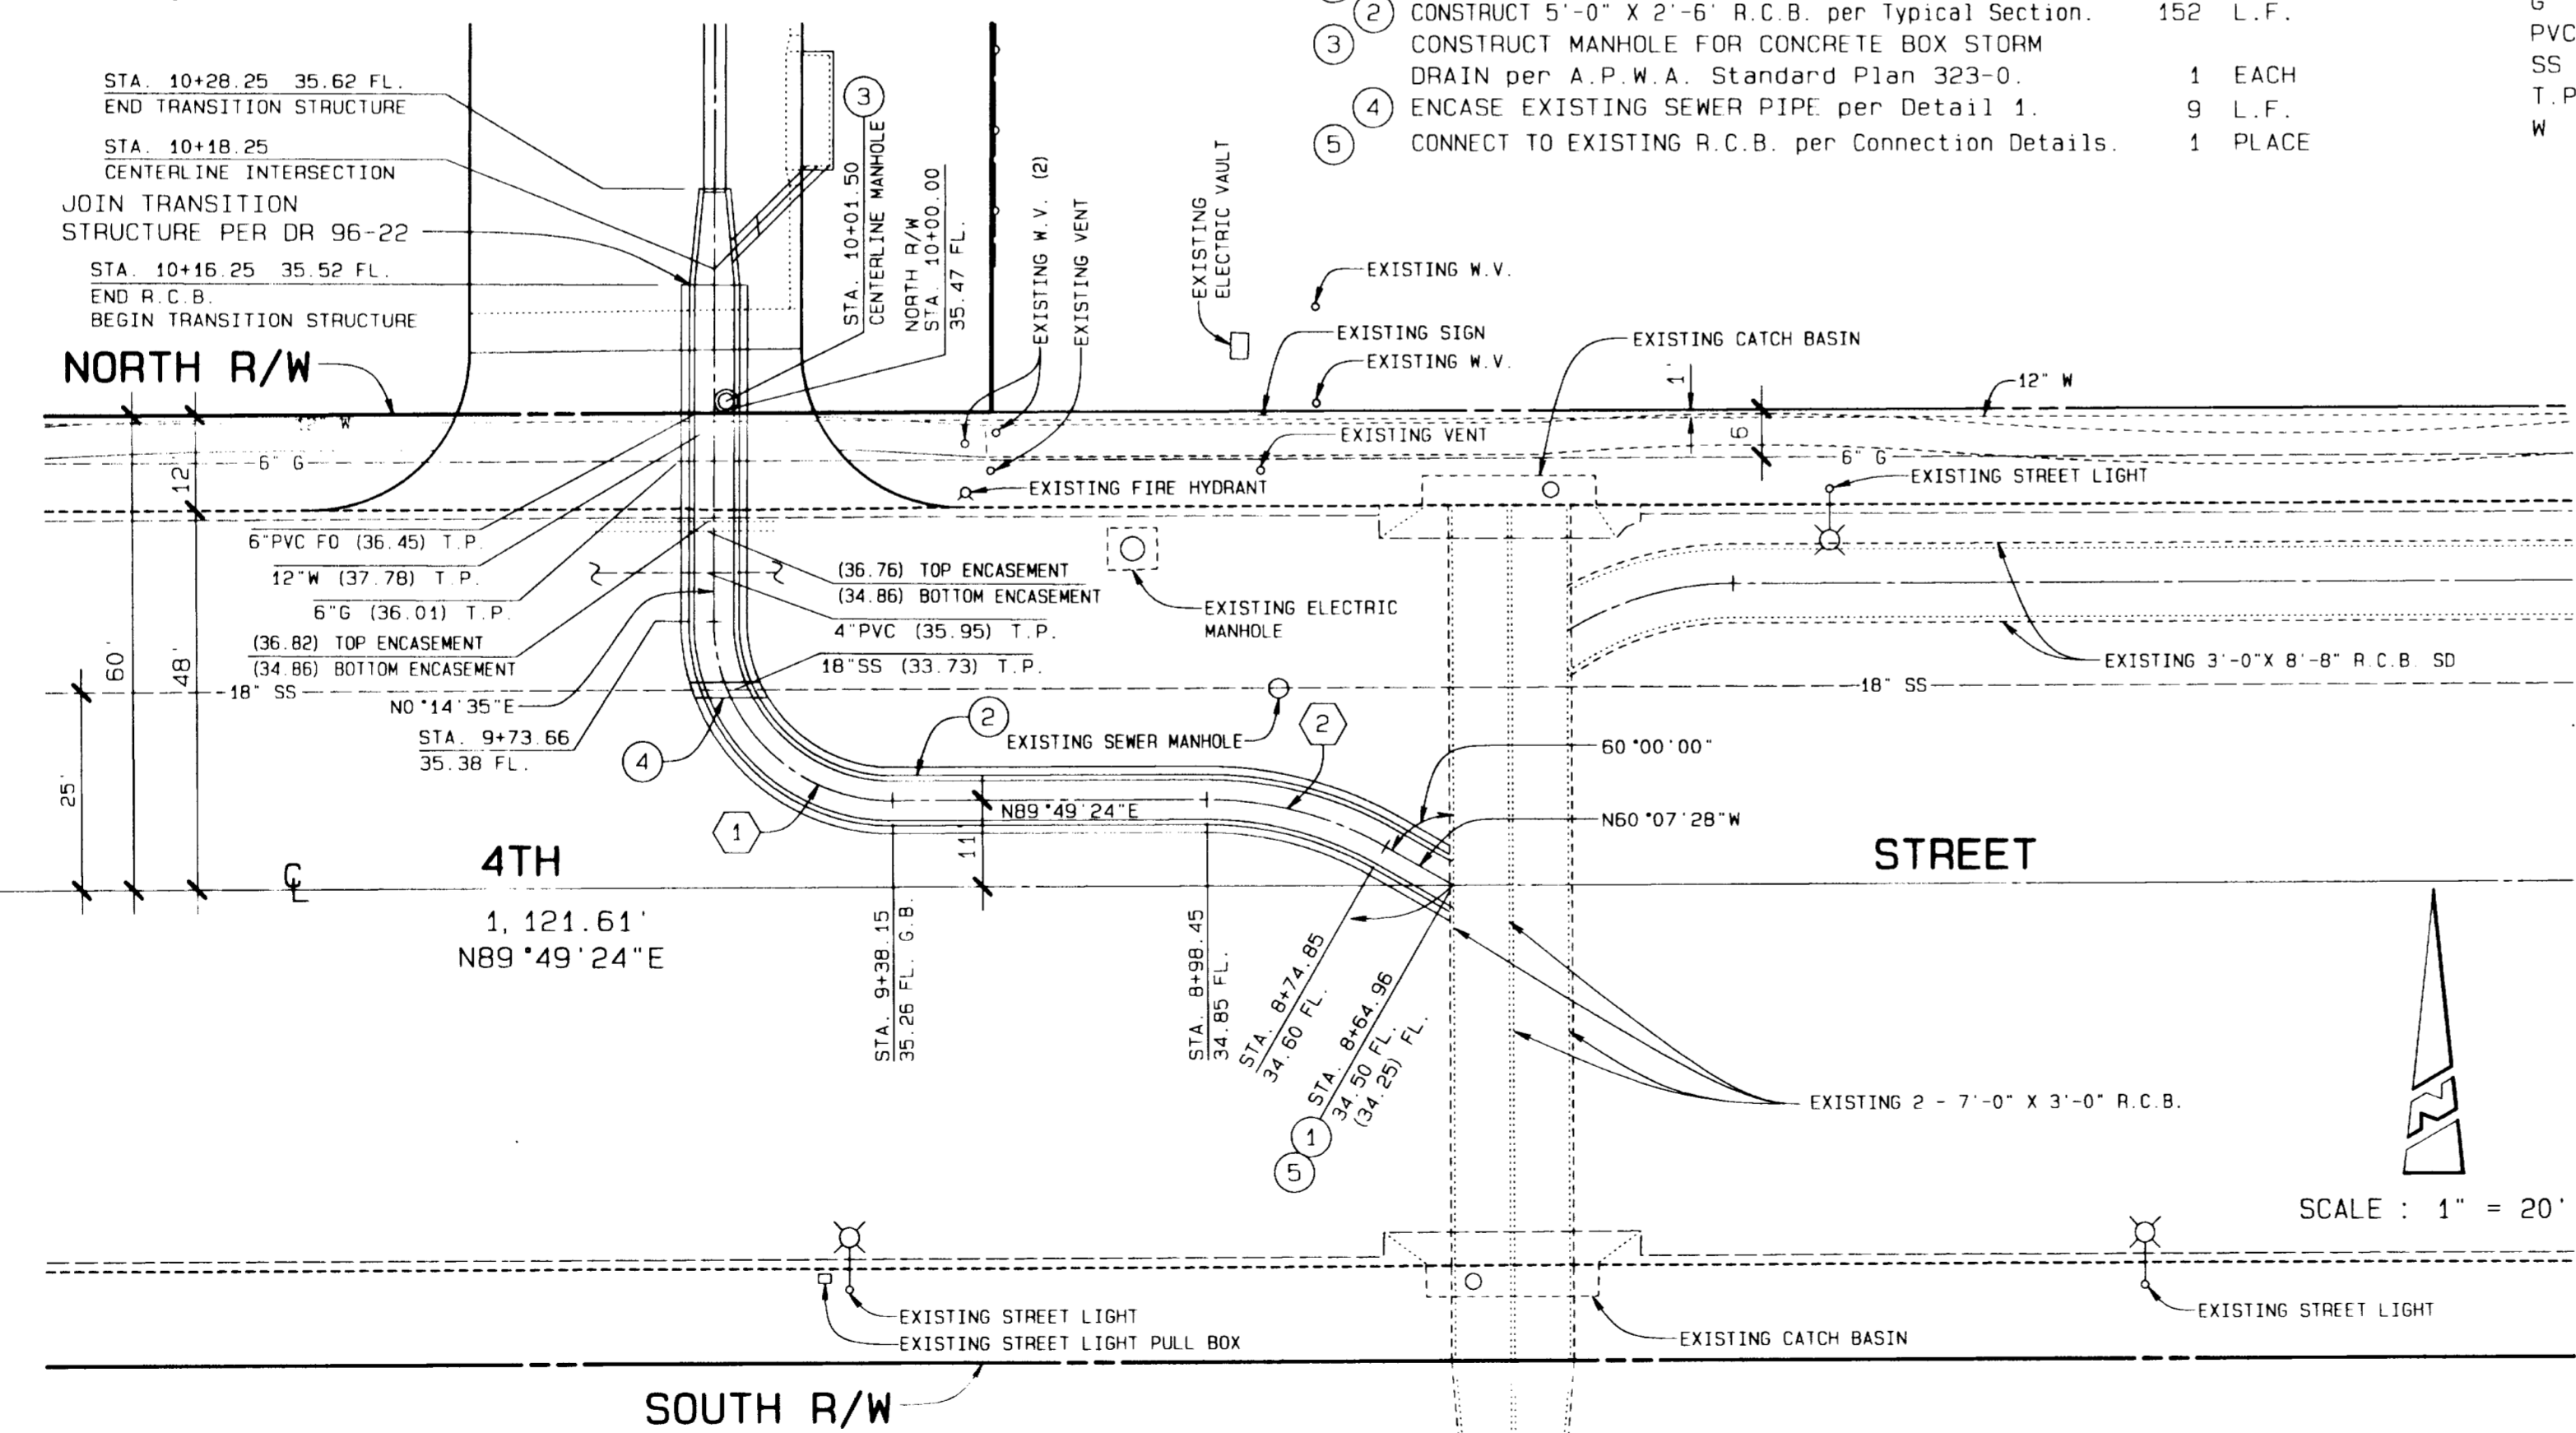 2 CONSTRUCT 5'-0" X 2'-6' R.C.B. per Typical Section. 152 L.F.
3 CONSTRUCT MANHOLE FOR CONCRETE BOX STORM
DRAIN per A.P.W.A. Standard Plan 323-0. 1 EACH
4 ENCASE EXISTING SEWER PIPE per Detail 1. 9 L.F.
5 CONNECT TO EXISTING R.C.B. per Connection Details. 1 PLACE
G
PVC
SS
T.P
W
STA. 10+28.25 35.62 FL.
END TRANSITION STRUCTURE
STA. 10+18.25
CENTERLINE INTERSECTION
JOIN TRANSITION
STRUCTURE PER DR 96-22
STA. 10+16.25 35.52 FL.
END R.C.B.
BEGIN TRANSITION STRUCTURE
NORTH R/W
3
STA. 10+01.50
CENTERLINE MANHOLE
NORTH R/W
STA. 10+00.00
35.47 FL.
EXISTING W.V. (2)
EXISTING VENT
EXISTING
ELECTRIC VAULT
EXISTING W.V.
EXISTING SIGN
EXISTING W.V.
EXISTING CATCH BASIN
12" W
1'
6'
W
6" G
12'
EXISTING VENT
6" G
EXISTING STREET LIGHT
EXISTING FIRE HYDRANT
6"PVC FO (36.45) T.P.
12"W (37.78) T.P.
6"G (36.01) T.P.
(36.82) TOP ENCASEMENT
(34.86) BOTTOM ENCASEMENT
(36.76) TOP ENCASEMENT
(34.86) BOTTOM ENCASEMENT
4"PVC (35.95) T.P.
18"SS (33.73) T.P.
EXISTING ELECTRIC
MANHOLE
EXISTING 3'-0"X 8'-8" R.C.B. SD
60'
48'
25'
18" SS
18" SS
N0°14'35"E
STA. 9+73.66
35.38 FL.
4
2
EXISTING SEWER MANHOLE
2
60°00'00"
1
N89°49'24"E
11'
N60°07'28"W
4TH
STREET
℄
1,121.61'
N89°49'24"E
STA. 9+38.15
35.26 FL. G.B.
STA. 8+98.45
34.85 FL.
STA. 8+74.85
34.60 FL.
STA. 8+64.96
34.50 FL.
(34.25) FL.
1
5
EXISTING 2 - 7'-0" X 3'-0" R.C.B.
SCALE : 1" = 20'
EXISTING STREET LIGHT
EXISTING STREET LIGHT PULL BOX
EXISTING CATCH BASIN
EXISTING STREET LIGHT
SOUTH R/W